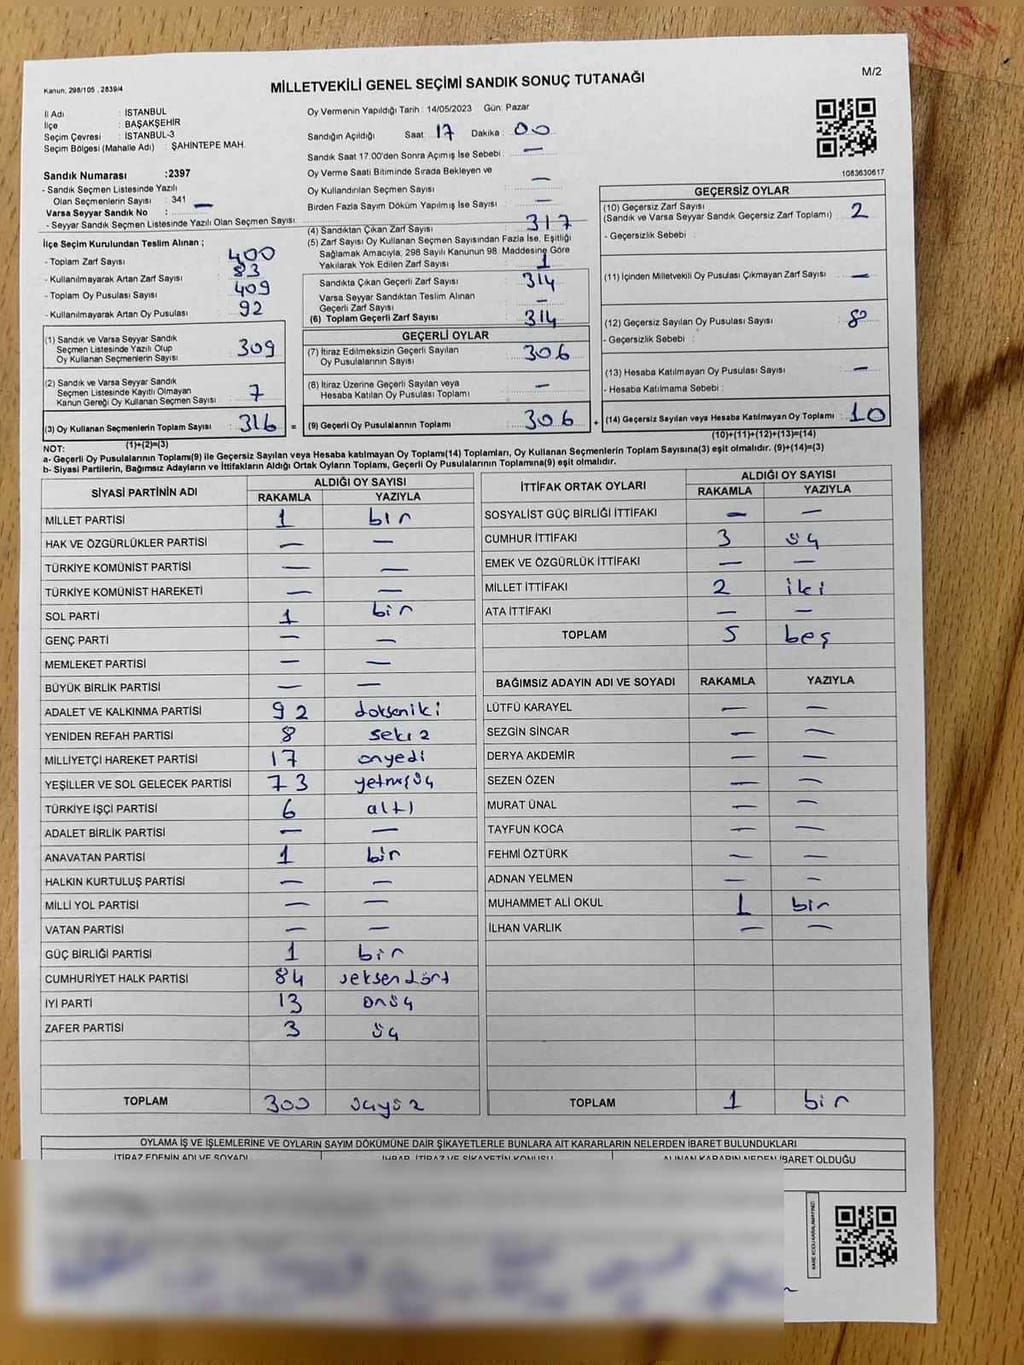 Kanun, 298/105 , 2839/4
MİLLETVEKİLİ GENEL SEÇİMİ SANDIK SONUÇ TUTANAĞI
M/2
İl Adı : İSTANBUL
İlçe : BAŞAKŞEHİR
Seçim Çevresi : İSTANBUL-3
Seçim Bölgesi (Mahalle Adı) : ŞAHİNTEPE MAH.
Sandık Numarası :2397
- Sandık Seçmen Listesinde Yazılı
Olan Seçmenlerin Sayısı : 341
Varsa Seyyar Sandık No : —
- Seyyar Sandık Seçmen Listesinde Yazılı Olan Seçmen Sayısı
Oy Vermenin Yapıldığı Tarih : 14/05/2023 Gün: Pazar
Sandığın Açıldığı Saat : 17 Dakika : 00
Sandık Saat 17.00'den Sonra Açımış İse Sebebi : —
Oy Verme Saati Bitiminde Sırada Bekleyen ve
Oy Kullandırılan Seçmen Sayısı : —
Birden Fazla Sayım Döküm Yapılmış İse Sayısı : —
1083630617
İlçe Seçim Kurulundan Teslim Alınan ;
- Toplam Zarf Sayısı : 400
- Kullanılmayarak Artan Zarf Sayısı : 83
- Toplam Oy Pusulası Sayısı : 409
- Kullanılmayarak Artan Oy Pusulası : 92
(1) Sandık ve Varsa Seyyar Sandık
Seçmen Listesinde Yazılı Olup
Oy Kullanan Seçmenlerin Sayısı : 309
(2) Sandık ve Varsa Seyyar Sandık
Seçmen Listesinde Kayıtlı Olmayan
Kanun Gereği Oy Kullanan Seçmen Sayısı : 7
(3) Oy Kullanan Seçmenlerin Toplam Sayısı : 316 =
(1)+(2)=(3)
(4) Sandıktan Çıkan Zarf Sayısı : 317
(5) Zarf Sayısı Oy Kullanan Seçmen Sayısından Fazla İse, Eşitliği
Sağlamak Amacıyla, 298 Sayılı Kanunun 98. Maddesine Göre
Yakılarak Yok Edilen Zarf Sayısı : 1
Sandıkta Çıkan Geçerli Zarf Sayısı : 314
Varsa Seyyar Sandıktan Teslim Alınan
Geçerli Zarf Sayısı : —
(6) Toplam Geçerli Zarf Sayısı : 314
GEÇERLİ OYLAR
(7) İtiraz Edilmeksizin Geçerli Sayılan
Oy Pusulalarının Sayısı : 306
(8) İtiraz Üzerine Geçerli Sayılan veya
Hesaba Katılan Oy Pusulası Toplamı : —
(9) Geçerli Oy Pusulalarının Toplamı : 306 +
GEÇERSİZ OYLAR
(10) Geçersiz Zarf Sayısı
(Sandık ve Varsa Seyyar Sandık Geçersiz Zarf Toplamı) : 2
- Geçersizlik Sebebi :
(11) İçinden Milletvekili Oy Pusulası Çıkmayan Zarf Sayısı : —
(12) Geçersiz Sayılan Oy Pusulası Sayısı : 8
- Geçersizlik Sebebi :
(13) Hesaba Katılmayan Oy Pusulası Sayısı : —
- Hesaba Katılmama Sebebi :
(14) Geçersiz Sayılan veya Hesaba Katılmayan Oy Toplamı : 10
(10)+(11)+(12)+(13)=(14)
NOT:
a- Geçerli Oy Pusulalarının Toplamı(9) ile Geçersiz Sayılan veya Hesaba katılmayan Oy Toplamı(14) Toplamları, Oy Kullanan Seçmenlerin Toplam Sayısına(3) eşit olmalıdır. (9)+(14)=(3)
b- Siyasi Partilerin, Bağımsız Adayların ve İttifakların Aldığı Ortak Oyların Toplamı, Geçerli Oy Pusulalarının Toplamına(9) eşit olmalıdır.
SİYASİ PARTİNİN ADI ALDIĞI OY SAYISI
RAKAMLA YAZIYLA
MİLLET PARTİSİ 1 bir
HAK VE ÖZGÜRLÜKLER PARTİSİ — —
TÜRKİYE KOMÜNİST PARTİSİ — —
TÜRKİYE KOMÜNİST HAREKETİ — —
SOL PARTİ 1 bir
GENÇ PARTİ — —
MEMLEKET PARTİSİ — —
BÜYÜK BİRLİK PARTİSİ — —
ADALET VE KALKINMA PARTİSİ 92 doksaniki
YENİDEN REFAH PARTİSİ 8 sekiz
MİLLİYETÇİ HAREKET PARTİSİ 17 onyedi
YEŞİLLER VE SOL GELECEK PARTİSİ 73 yetmişüç
TÜRKİYE İŞÇİ PARTİSİ 6 altı
ADALET BİRLİK PARTİSİ — —
ANAVATAN PARTİSİ 1 bir
HALKIN KURTULUŞ PARTİSİ — —
MİLLİ YOL PARTİSİ — —
VATAN PARTİSİ — —
GÜÇ BİRLİĞİ PARTİSİ 1 bir
CUMHURİYET HALK PARTİSİ 84 seksendört
İYİ PARTİ 13 onüç
ZAFER PARTİSİ 3 üç
TOPLAM 300 üçyüz
İTTİFAK ORTAK OYLARI ALDIĞI OY SAYISI
RAKAMLA YAZIYLA
SOSYALİST GÜÇ BİRLİĞİ İTTİFAKI — —
CUMHUR İTTİFAKI 3 üç
EMEK VE ÖZGÜRLÜK İTTİFAKI — —
MİLLET İTTİFAKI 2 iki
ATA İTTİFAKI — —
TOPLAM 5 beş
BAĞIMSIZ ADAYIN ADI VE SOYADI RAKAMLA YAZIYLA
LÜTFÜ KARAYEL — —
SEZGİN SİNCAR — —
DERYA AKDEMİR — —
SEZEN ÖZEN — —
MURAT ÜNAL — —
TAYFUN KOCA — —
FEHMİ ÖZTÜRK — —
ADNAN YELMEN — —
MUHAMMET ALİ OKUL 1 bir
İLHAN VARLIK — —
TOPLAM 1 bir
OYLAMA İŞ VE İŞLEMLERİNE VE OYLARIN SAYIM DÖKÜMÜNE DAİR ŞİKAYETLERLE BUNLARA AİT KARARLARIN NELERDEN İBARET BULUNDUKLARI
İTİRAZ EDENİN ADI VE SOYADI İHBAR, İTİRAZ VE ŞİKAYETİN KONUSU ALINAN KARARIN NEDEN İBARET OLDUĞU
KARE KODU KARALAMAYINIZ!